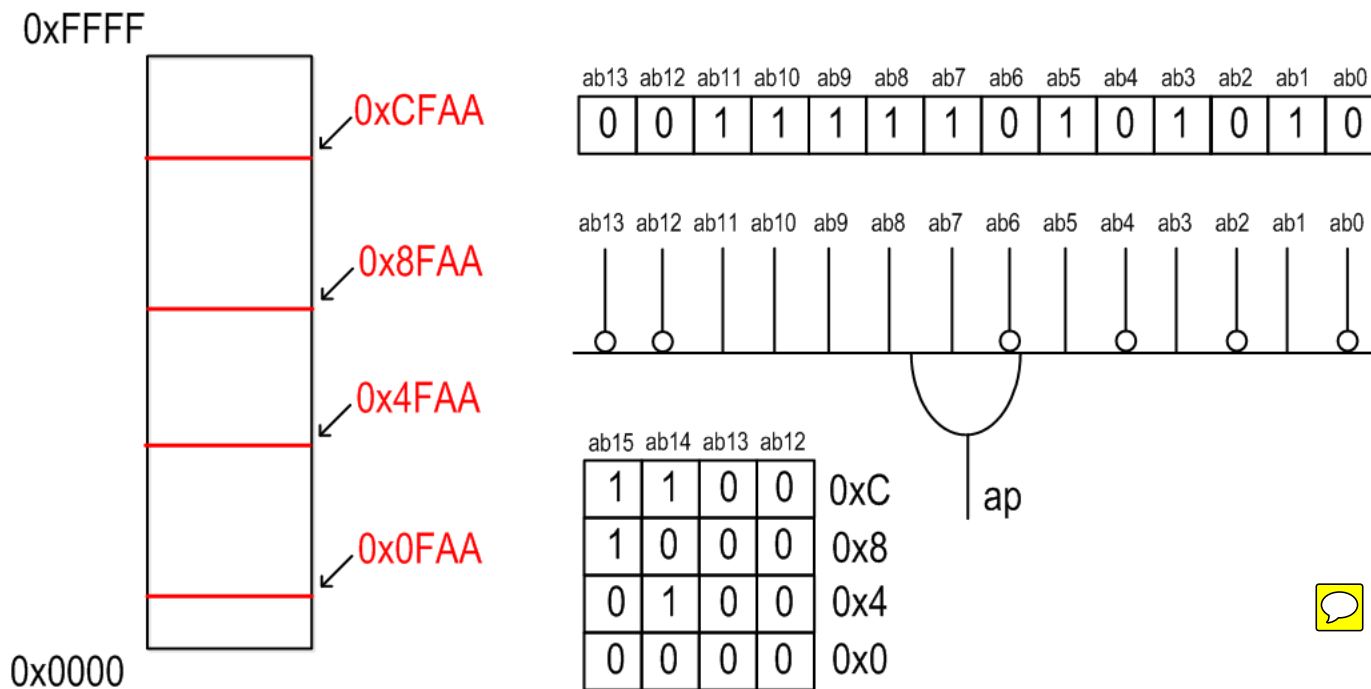 0xFFFF
0xCFAA
0x8FAA
0x4FAA
0x0FAA
0x0000
ab13 ab12 ab11 ab10 ab9 ab8 ab7 ab6 ab5 ab4 ab3 ab2 ab1 ab0
0 0 1 1 1 1 1 0 1 0 1 0 1 0
ab13 ab12 ab11 ab10 ab9 ab8 ab7 ab6 ab5 ab4 ab3 ab2 ab1 ab0
ap
ab15 ab14 ab13 ab12
1 1 0 0 0xC
1 0 0 0 0x8
0 1 0 0 0x4
0 0 0 0 0x0